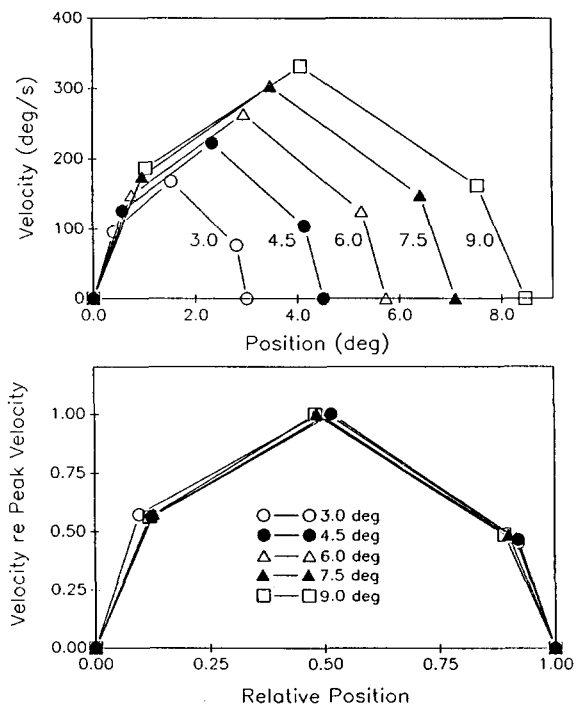 400
300
200
100
0
Velocity (deg/s)
3.0 4.5 6.0 7.5 9.0
0.0 2.0 4.0 6.0 8.0
Position (deg)
1.00
0.75
0.50
0.25
0.00
Velocity re Peak Velocity
3.0 deg
4.5 deg
6.0 deg
7.5 deg
9.0 deg
0.00 0.25 0.50 0.75 1.00
Relative Position